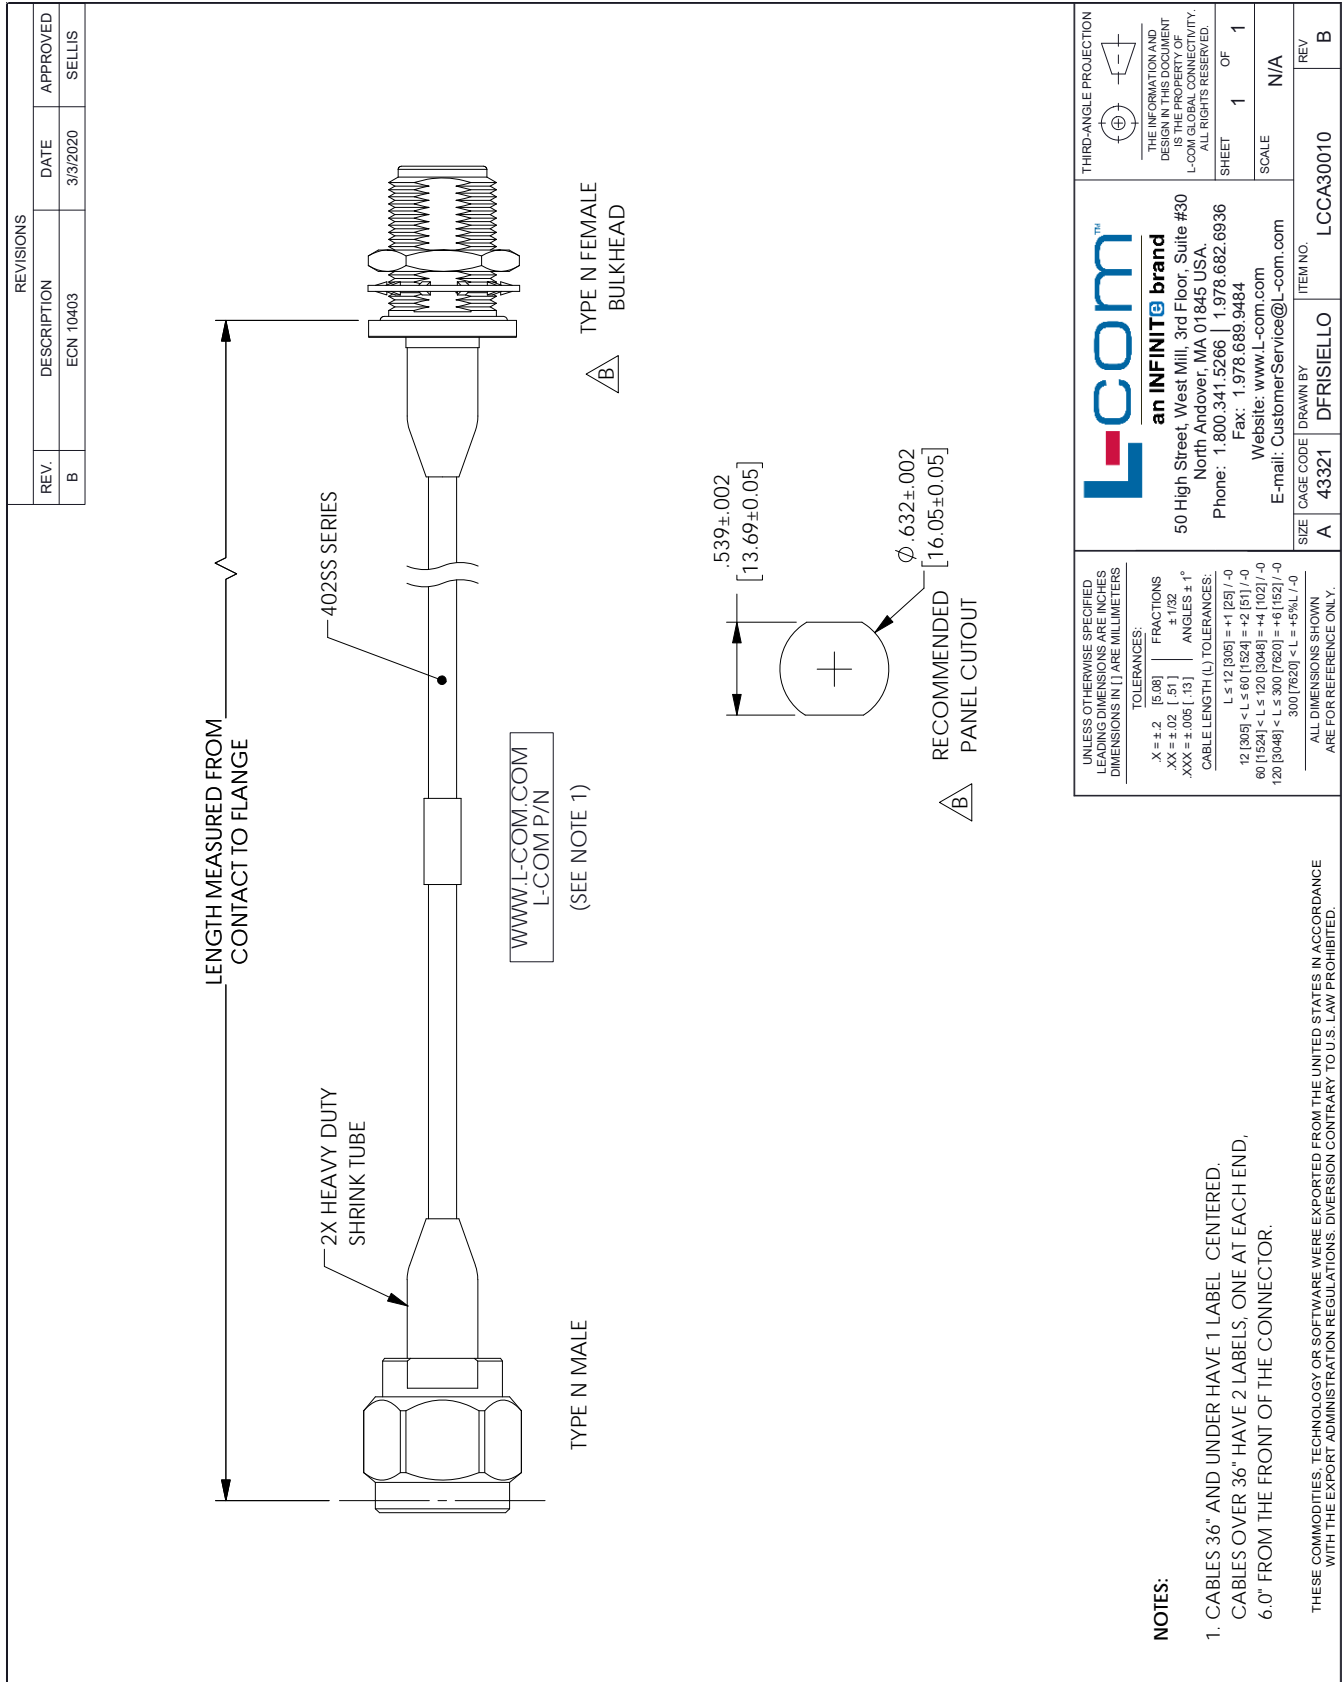 REVISIONS
REV. DESCRIPTION DATE APPROVED
B ECN 10403 3/3/2020 SELLIS
LENGTH MEASURED FROM
CONTACT TO FLANGE
2X HEAVY DUTY
SHRINK TUBE
402SS SERIES
TYPE N MALE
WWW.L-COM.COM
L-COM P/N
(SEE NOTE 1)
TYPE N FEMALE
BULKHEAD
B
.539±.002
[13.69±0.05]
Ø.632±.002
[16.05±0.05]
RECOMMENDED
PANEL CUTOUT
B
NOTES:
1. CABLES 36" AND UNDER HAVE 1 LABEL CENTERED.
CABLES OVER 36" HAVE 2 LABELS, ONE AT EACH END,
6.0" FROM THE FRONT OF THE CONNECTOR.
THESE COMMODITIES, TECHNOLOGY OR SOFTWARE WERE EXPORTED FROM THE UNITED STATES IN ACCORDANCE
WITH THE EXPORT ADMINISTRATION REGULATIONS. DIVERSION CONTRARY TO U.S. LAW PROHIBITED.
UNLESS OTHERWISE SPECIFIED
LEADING DIMENSIONS ARE INCHES
DIMENSIONS IN [ ] ARE MILLIMETERS
TOLERANCES:
.X = ±.2 [5.08] FRACTIONS
.XX = ±.02 [.51] ± 1/32
.XXX = ±.005 [.13] ANGLES ± 1°
CABLE LENGTH (L) TOLERANCES:
L ≤ 12 [305] = +1 [25] / -0
12 [305] < L ≤ 60 [1524] = +2 [51] / -0
60 [1524] < L ≤ 120 [3048] = +4 [102] / -0
120 [3048] < L ≤ 300 [7620] = +6 [152] / -0
300 [7620] < L = +5%L / -0
ALL DIMENSIONS SHOWN
ARE FOR REFERENCE ONLY.
L-com™
an INFINITe brand
50 High Street, West Mill, 3rd Floor, Suite #30
North Andover, MA 01845 USA.
Phone: 1.800.341.5266 | 1.978.682.6936
Fax: 1.978.689.9484
Website: www.L-com.com
E-mail: CustomerService@L-com.com
THIRD-ANGLE PROJECTION
THE INFORMATION AND
DESIGN IN THIS DOCUMENT
IS THE PROPERTY OF
L-COM GLOBAL CONNECTIVITY.
ALL RIGHTS RESERVED.
SHEET 1 OF 1
SCALE N/A
SIZE A
CAGE CODE 43321
DRAWN BY DFRISIELLO
ITEM NO. LCCA30010
REV B